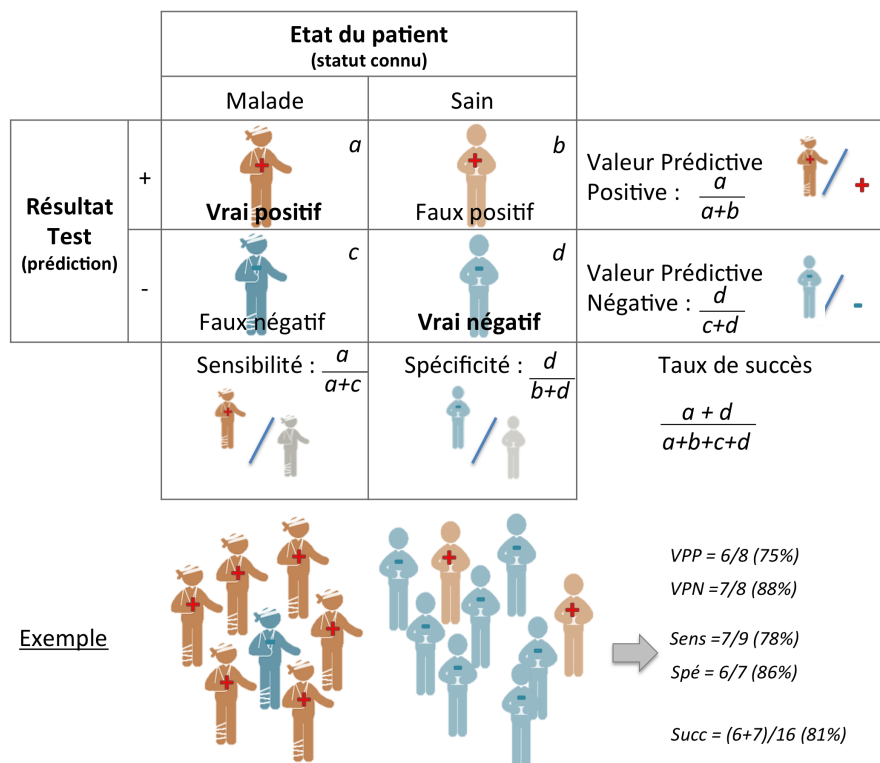 Etat du patient
(statut connu)
Malade
Sain
Résultat
Test
(prédiction)
+
a
Vrai positif
b
Faux positif
Valeur Prédictive
Positive : a
a+b
+
-
c
Faux négatif
d
Vrai négatif
Valeur Prédictive
Négative : d
c+d
-
Sensibilité : a
a+c
Spécificité : d
b+d
Taux de succès
a + d
a+b+c+d
Exemple
VPP = 6/8 (75%)
VPN =7/8 (88%)
Sens =7/9 (78%)
Spé = 6/7 (86%)
Succ = (6+7)/16 (81%)